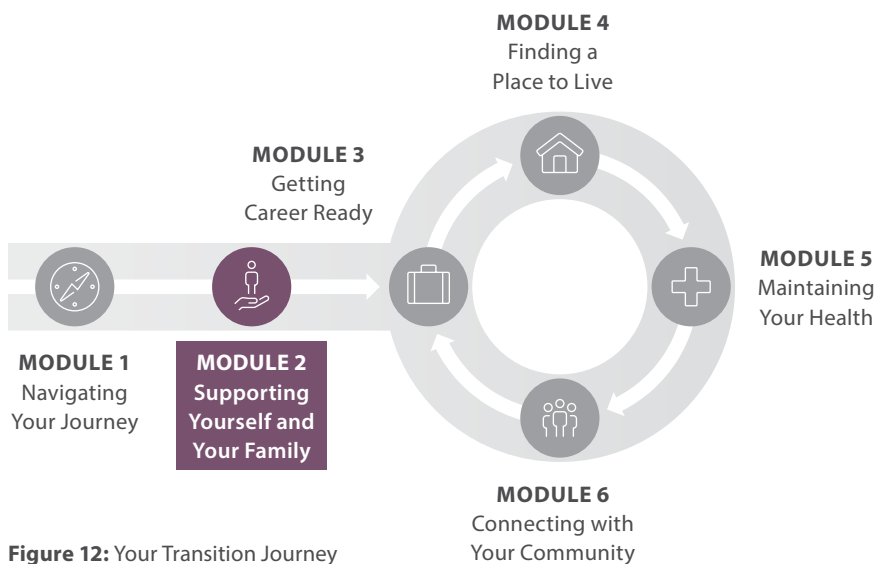 MODULE 4
Finding a
Place to Live
MODULE 3
Getting
Career Ready
MODULE 5
Maintaining
Your Health
MODULE 1
Navigating
Your Journey
MODULE 2
Supporting
Yourself and
Your Family
MODULE 6
Connecting with
Your Community
Figure 12: Your Transition Journey